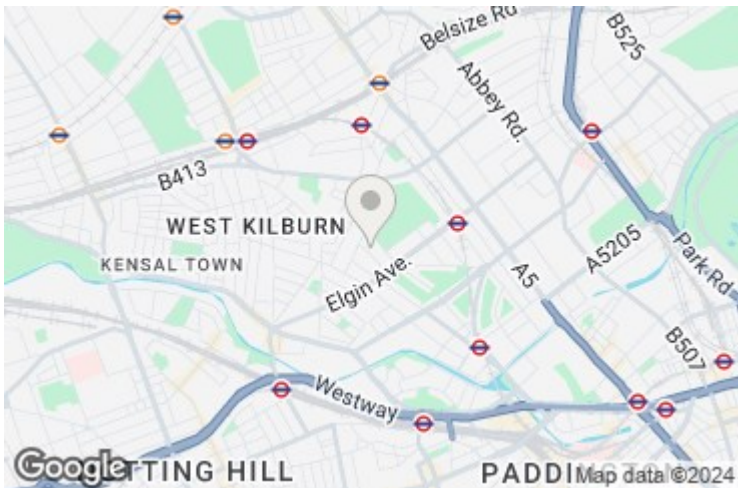 Belsize Rd
B525
Abbey Rd.
B413
WEST KILBURN
KENSAL TOWN
A5205
Park Rd
Elgin Ave.
A5
B507
Westway
Google
TTING HILL
PADDI
Map data ©2024